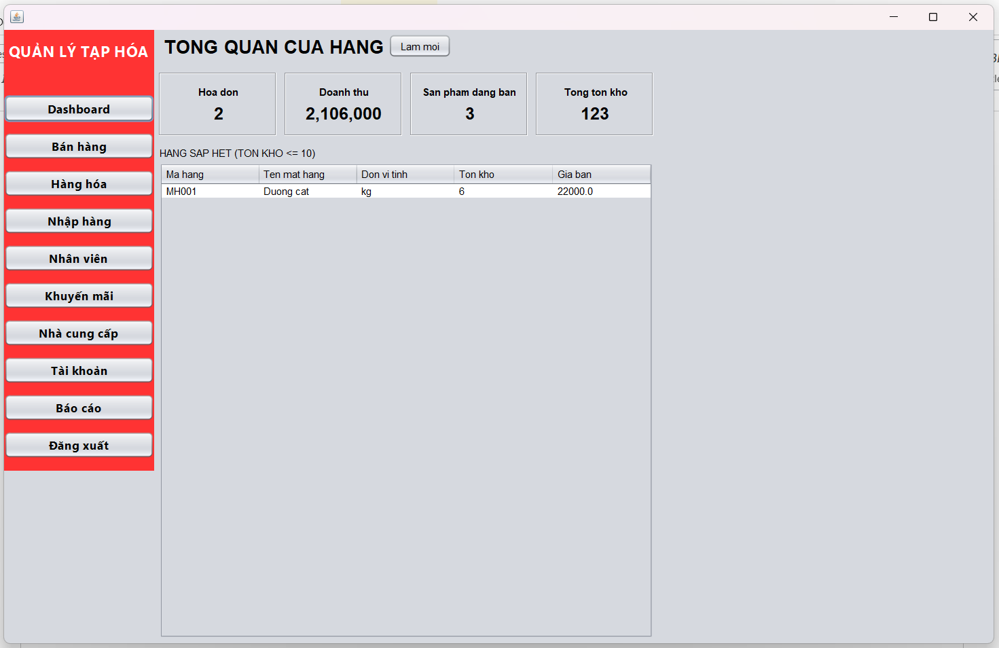 QUẢN LÝ TẠP HÓA
Dashboard
Bán hàng
Hàng hóa
Nhập hàng
Nhân viên
Khuyến mãi
Nhà cung cấp
Tài khoản
Báo cáo
Đăng xuất
TONG QUAN CUA HANG Lam moi
Hoa don Doanh thu San pham dang ban Tong ton kho
2 2,106,000 3 123
HANG SAP HET (TON KHO <= 10)
Ma hang Ten mat hang Don vi tinh Ton kho Gia ban
MH001 Duong cat kg 6 22000.0